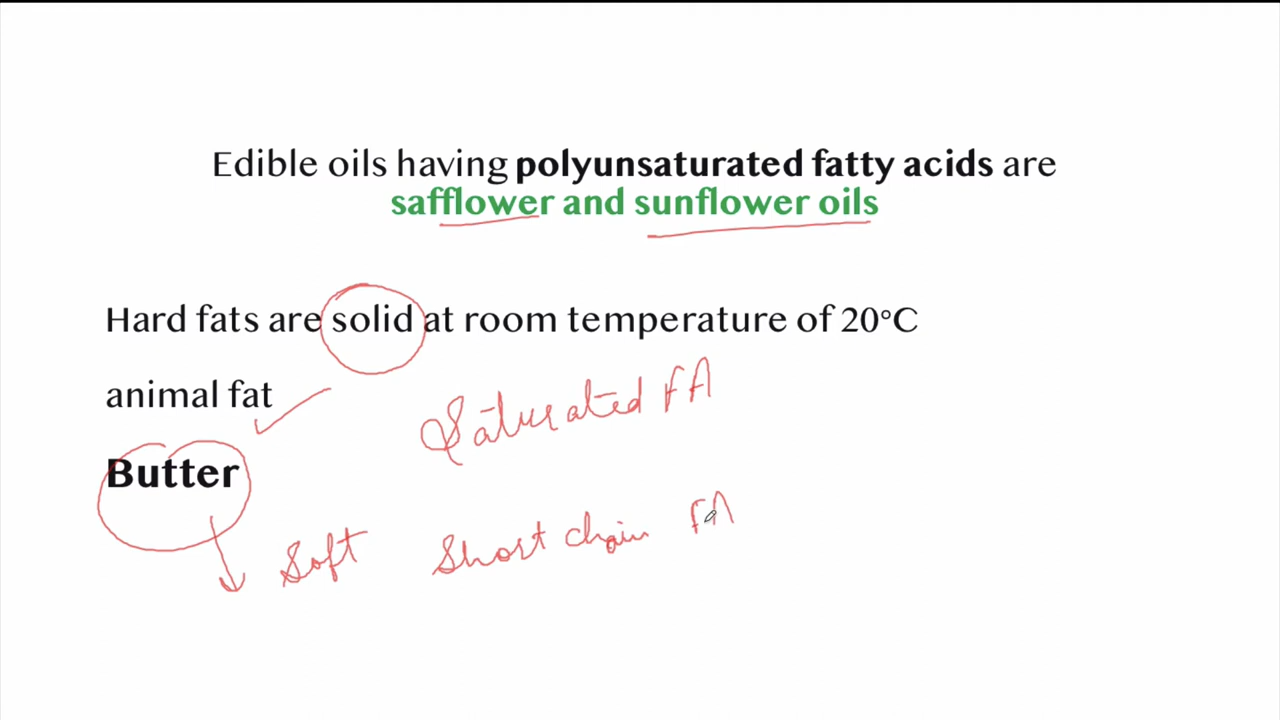 Edible oils having polyunsaturated fatty acids are
safflower and sunflower oils
Hard fats are solid at room temperature of 20°C
animal fat
Saturated FA
Butter
Soft Short chain FA